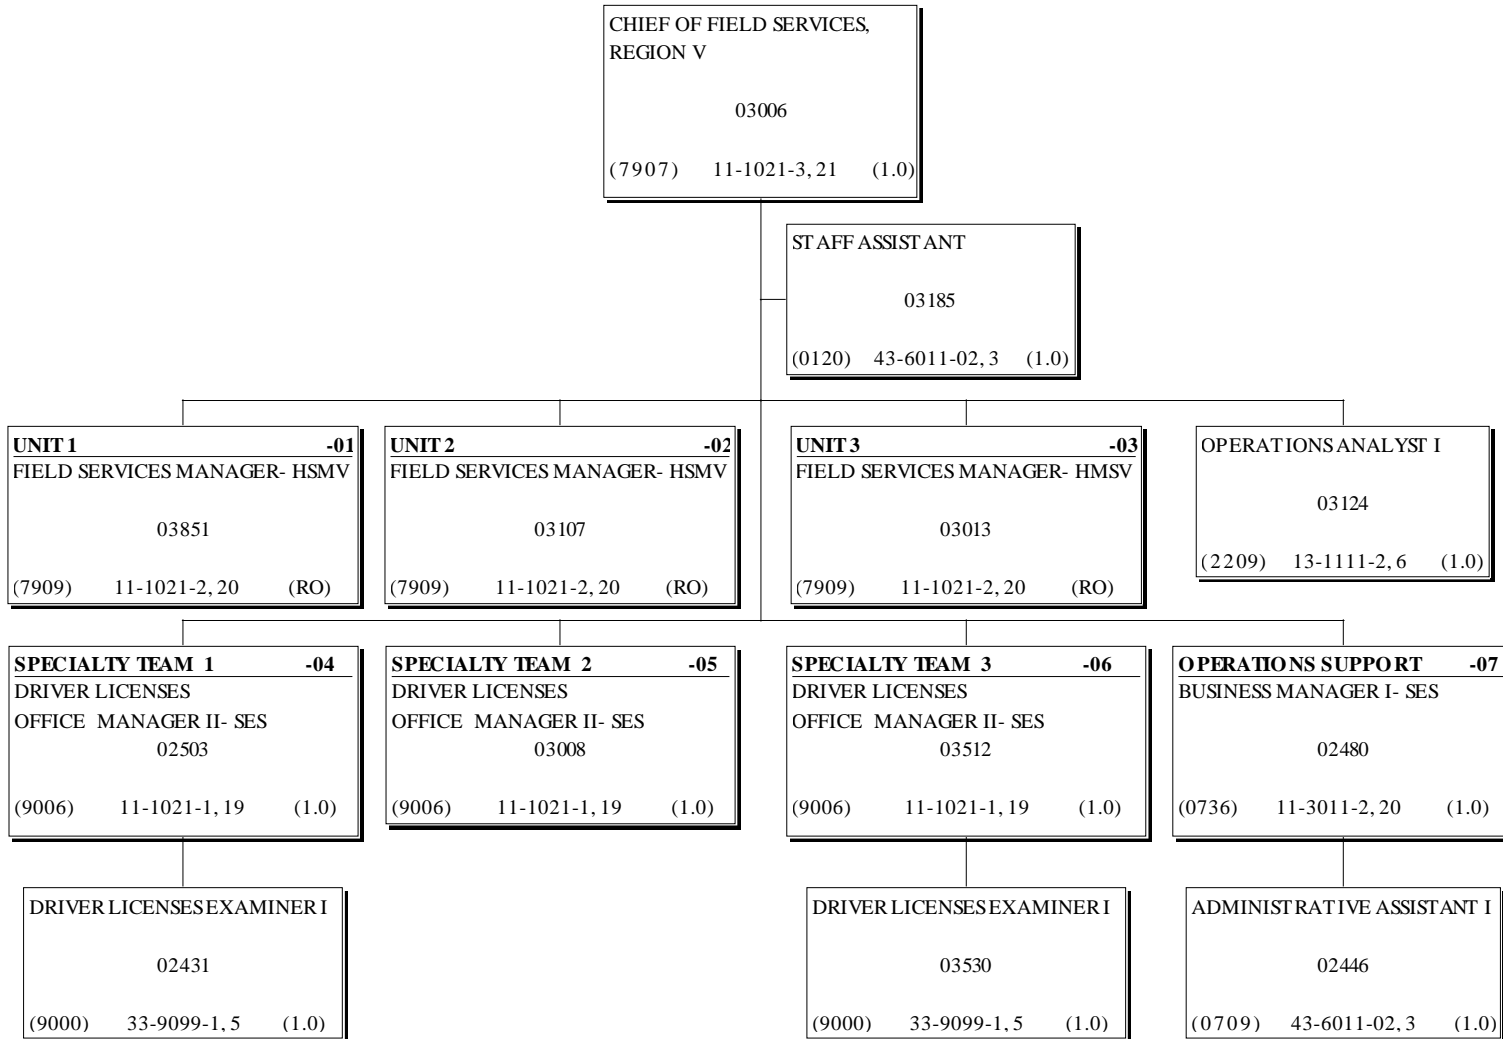 CHIEF OF FIELD SERVICES,
REGION V
03006
(7907) 11-1021-3, 21 (1.0)
STAFF ASSISTANT
03185
(0120) 43-6011-02, 3 (1.0)
UNIT 1 -01
FIELD SERVICES MANAGER- HSMV
03851
(7909) 11-1021-2, 20 (RO)
UNIT 2 -02
FIELD SERVICES MANAGER- HSMV
03107
(7909) 11-1021-2, 20 (RO)
UNIT 3 -03
FIELD SERVICES MANAGER- HMSV
03013
(7909) 11-1021-2, 20 (RO)
OPERATIONS ANALYST I
03124
(2209) 13-1111-2, 6 (1.0)
SPECIALTY TEAM 1 -04
DRIVER LICENSES
OFFICE MANAGER II- SES
02503
(9006) 11-1021-1, 19 (1.0)
SPECIALTY TEAM 2 -05
DRIVER LICENSES
OFFICE MANAGER II- SES
03008
(9006) 11-1021-1, 19 (1.0)
SPECIALTY TEAM 3 -06
DRIVER LICENSES
OFFICE MANAGER II- SES
03512
(9006) 11-1021-1, 19 (1.0)
OPERATIONS SUPPORT -07
BUSINESS MANAGER I- SES
02480
(0736) 11-3011-2, 20 (1.0)
DRIVER LICENSES EXAMINER I
02431
(9000) 33-9099-1, 5 (1.0)
DRIVER LICENSES EXAMINER I
03530
(9000) 33-9099-1, 5 (1.0)
ADMINISTRATIVE ASSISTANT I
02446
(0709) 43-6011-02, 3 (1.0)